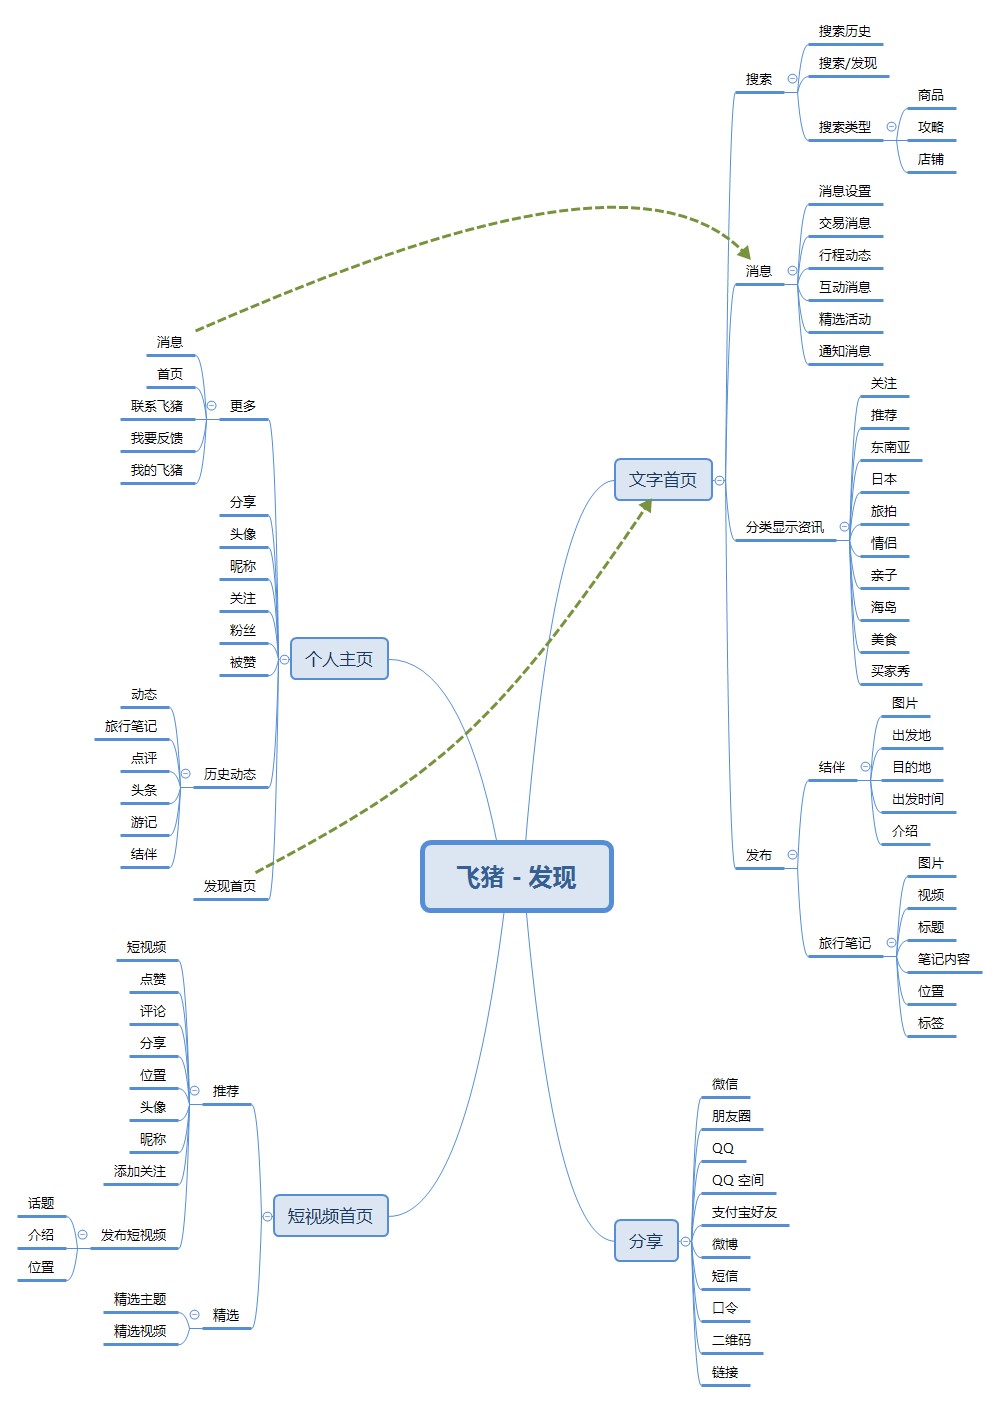 飞猪 - 发现
文字首页
搜索
搜索历史
搜索/发现
搜索类型
商品
攻略
店铺
消息
消息设置
交易消息
行程动态
互动消息
精选活动
通知消息
分类显示资讯
关注
推荐
东南亚
日本
旅拍
情侣
亲子
海岛
美食
买家秀
发布
结伴
图片
出发地
目的地
出发时间
介绍
旅行笔记
图片
视频
标题
笔记内容
位置
标签
分享
微信
朋友圈
QQ
QQ 空间
支付宝好友
微博
短信
口令
二维码
链接
个人主页
更多
消息
首页
联系飞猪
我要反馈
我的飞猪
分享
头像
昵称
关注
粉丝
被赞
历史动态
动态
旅行笔记
点评
头条
游记
结伴
发现首页
短视频首页
推荐
短视频
点赞
评论
分享
位置
头像
昵称
添加关注
发布短视频
话题
介绍
位置
精选
精选主题
精选视频